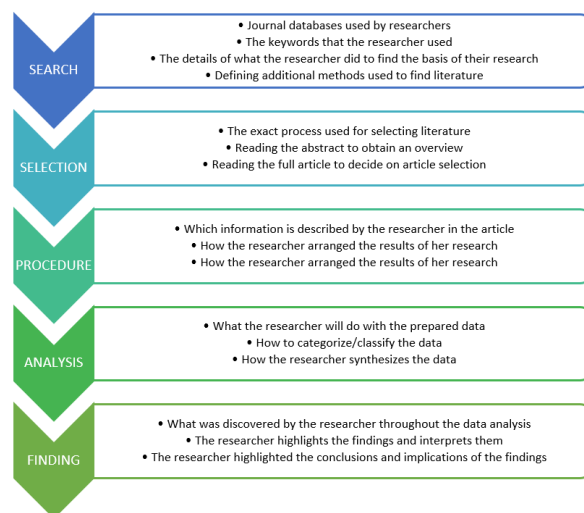 SEARCH
• Journal databases used by researchers
• The keywords that the researcher used
• The details of what the researcher did to find the basis of their research
• Defining additional methods used to find literature
SELECTION
• The exact process used for selecting literature
• Reading the abstract to obtain an overview
• Reading the full article to decide on article selection
PROCEDURE
• Which information is described by the researcher in the article
• How the researcher arranged the results of her research
• How the researcher arranged the results of her research
ANALYSIS
• What the researcher will do with the prepared data
• How to categorize/classify the data
• How the researcher synthesizes the data
FINDING
• What was discovered by the researcher throughout the data analysis
• The researcher highlights the findings and interprets them
• The researcher highlighted the conclusions and implications of the findings